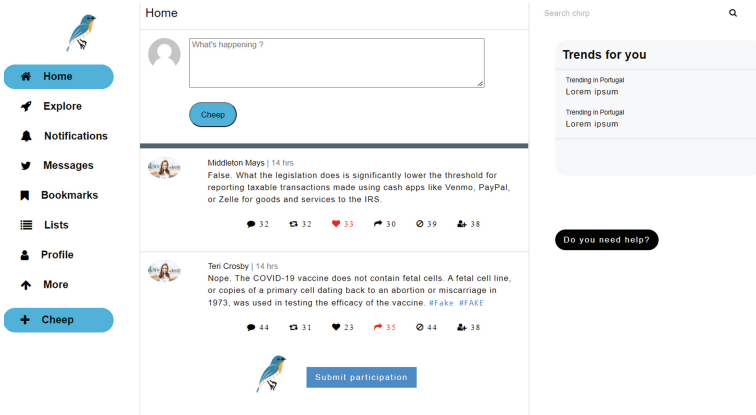 Home
Explore
Notifications
Messages
Bookmarks
Lists
Profile
More
Cheep
Home
What's happening ?
Cheep
Middleton Mays | 14 hrs
False. What the legislation does is significantly lower the threshold for
reporting taxable transactions made using cash apps like Venmo, PayPal,
or Zelle for goods and services to the IRS.
32 32 33 30 39 38
Teri Crosby | 14 hrs
Nope. The COVID-19 vaccine does not contain fetal cells. A fetal cell line,
or copies of a primary cell dating back to an abortion or miscarriage in
1973, was used in testing the efficacy of the vaccine. #Fake #FAKE
44 31 23 35 44 38
Submit participation
Search chirp
Trends for you
Trending in Portugal
Lorem ipsum
Trending in Portugal
Lorem ipsum
Do you need help?